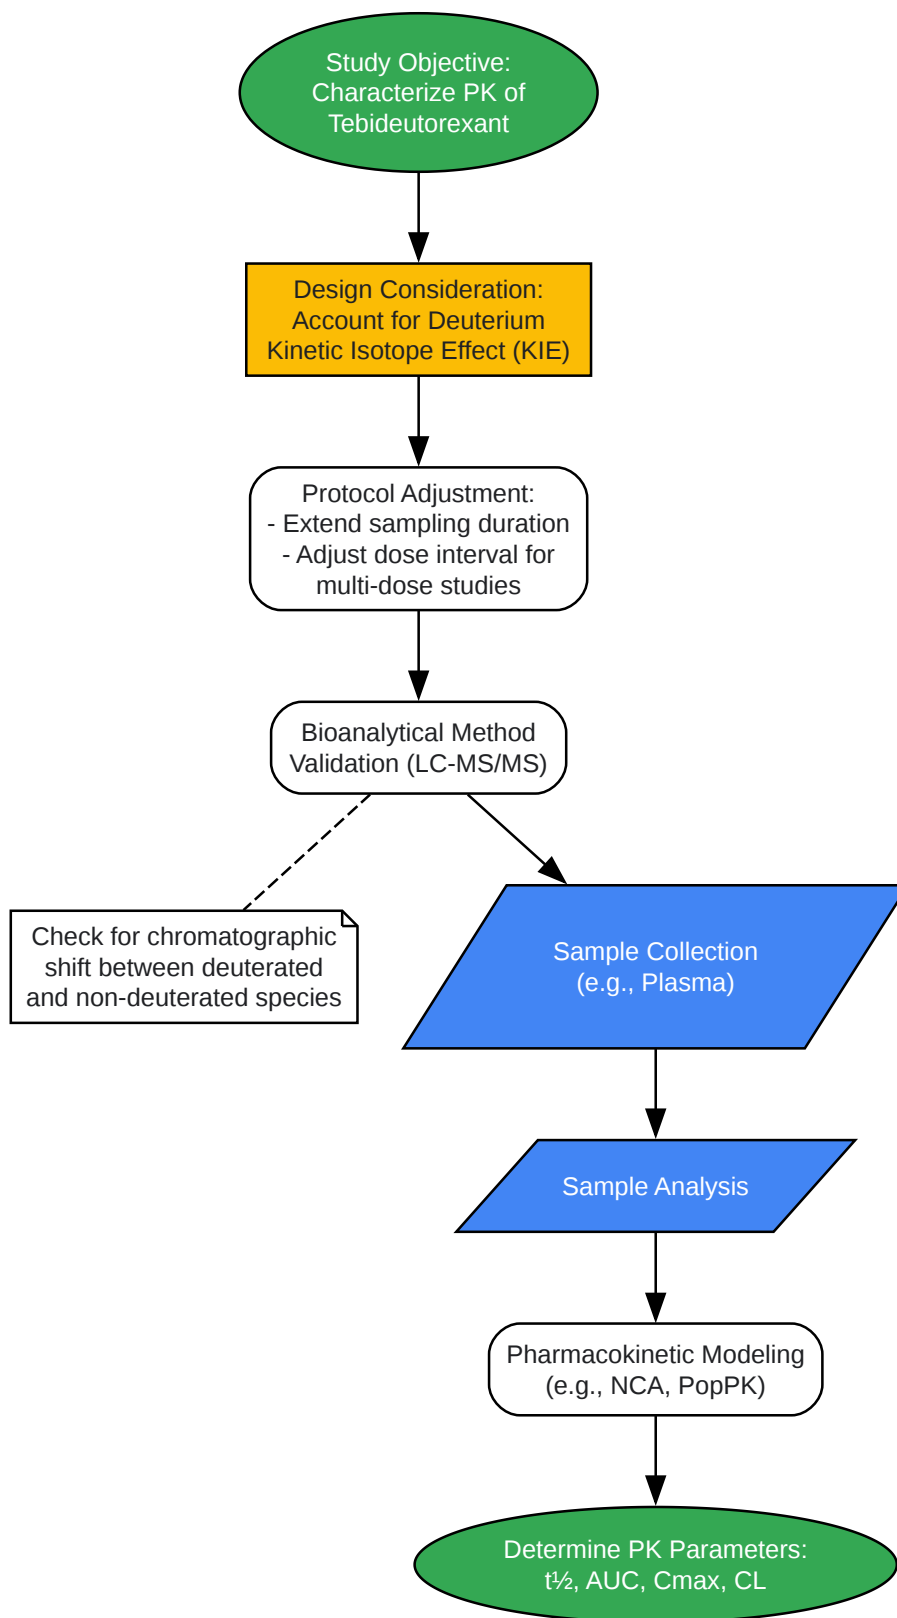 Study Objective:
Characterize PK of
Tebideutorexant
Design Consideration:
Account for Deuterium
Kinetic Isotope Effect (KIE)
Protocol Adjustment:
- Extend sampling duration
- Adjust dose interval for
multi-dose studies
Bioanalytical Method
Validation (LC-MS/MS)
Check for chromatographic
shift between deuterated
and non-deuterated species
Sample Collection
(e.g., Plasma)
Sample Analysis
Pharmacokinetic Modeling
(e.g., NCA, PopPK)
Determine PK Parameters:
t½, AUC, Cmax, CL